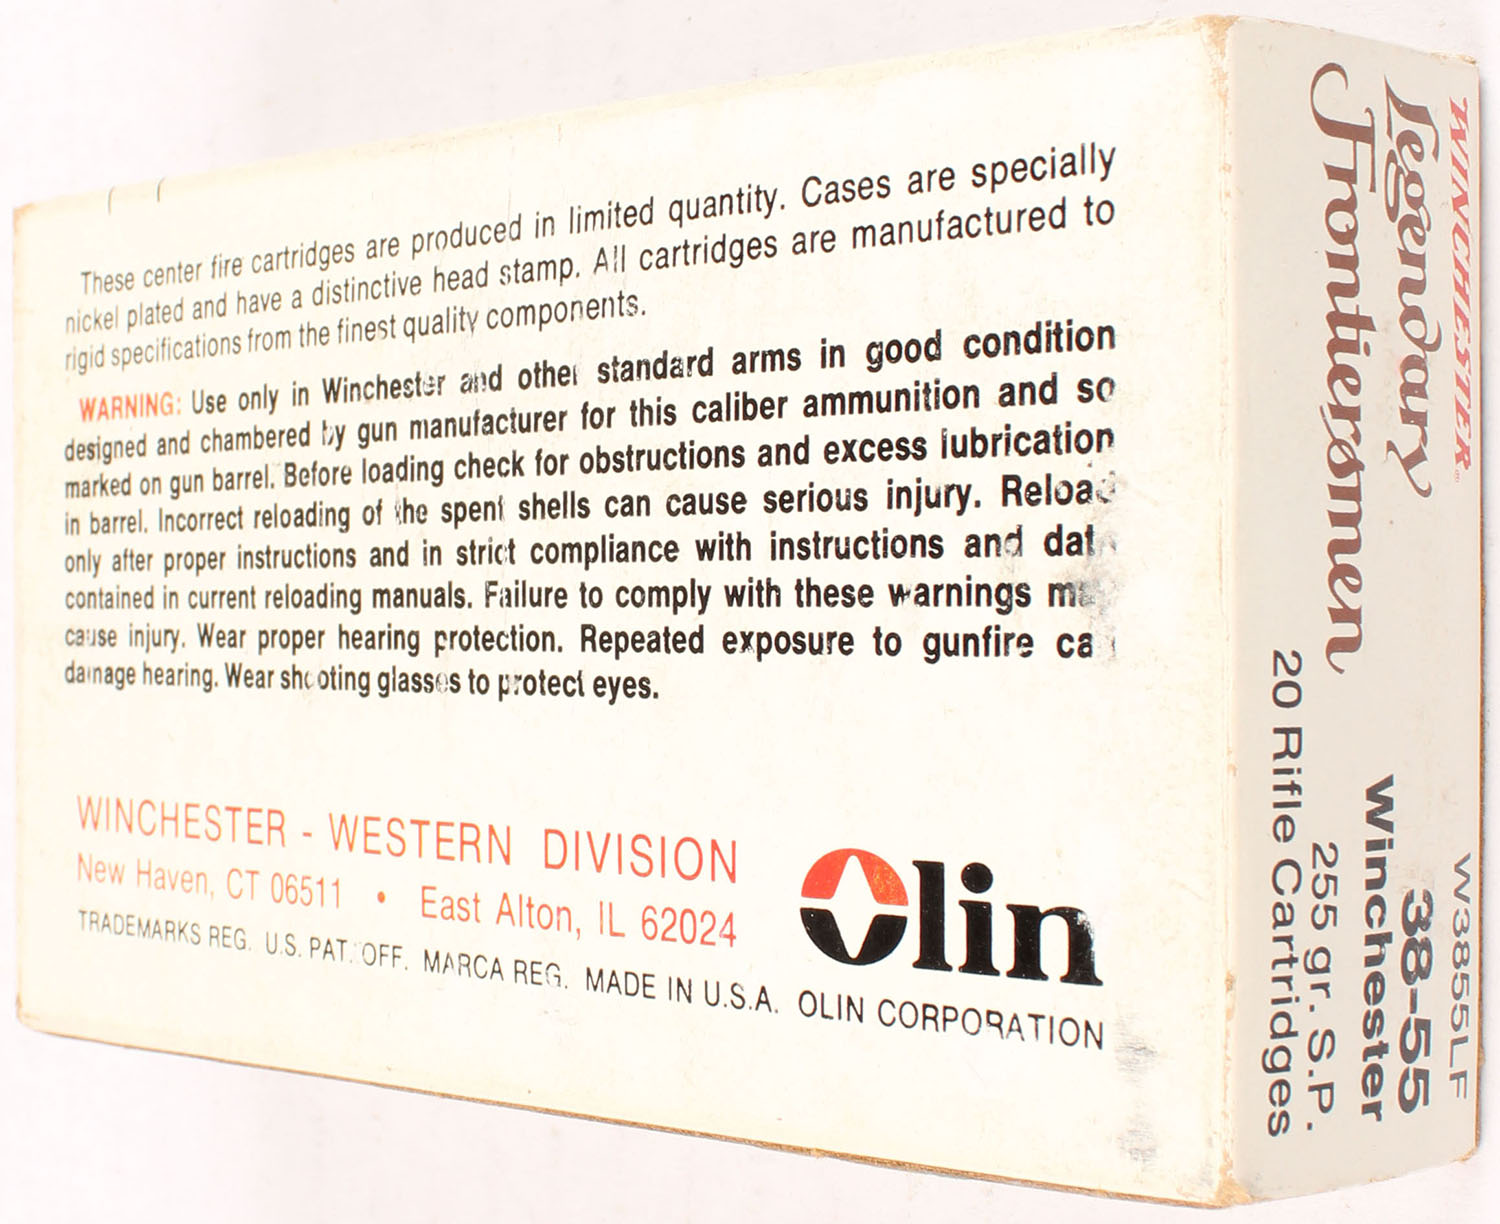 These center fire cartridges are produced in limited quantity. Cases are specially
nickel plated and have a distinctive head stamp. All cartridges are manufactured to
rigid specifications from the finest quality components.
WARNING: Use only in Winchester and other standard arms in good condition
designed and chambered by gun manufacturer for this caliber ammunition and so
marked on gun barrel. Before loading check for obstructions and excess lubrication
in barrel. Incorrect reloading of the spent shells can cause serious injury. Reload
only after proper instructions and in strict compliance with instructions and data
contained in current reloading manuals. Failure to comply with these warnings may
cause injury. Wear proper hearing protection. Repeated exposure to gunfire can
damage hearing. Wear shooting glasses to protect eyes.
WINCHESTER - WESTERN DIVISION
New Haven, CT 06511 • East Alton, IL 62024
Olin
TRADEMARKS REG. U.S. PAT. OFF. MARCA REG. MADE IN U.S.A. OLIN CORPORATION
WINCHESTER®
Legendary
Frontiersmen
W3855LF
38-55
Winchester
255 gr. S.P.
20 Rifle Cartridges